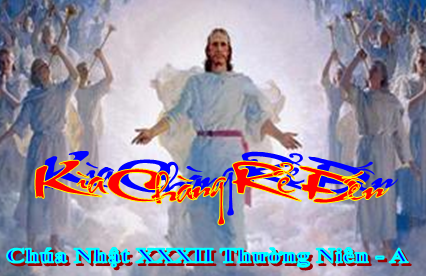 Kìa Chàng Rể Đến
Chúa Nhật XXXII Thường Niên - A